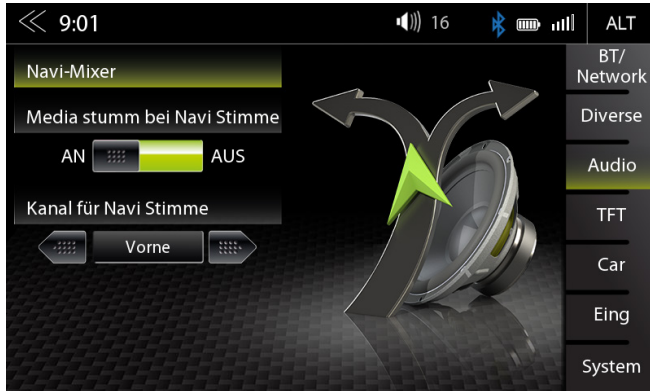 9:01
16
ALT
Navi-Mixer
Media stumm bei Navi Stimme
AN
AUS
Kanal für Navi Stimme
Vorne
BT/
Network
Diverse
Audio
TFT
Car
Eing
System